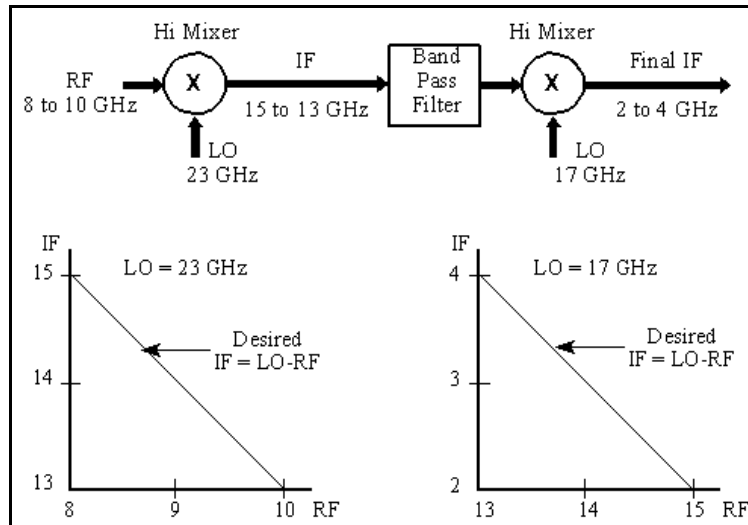 Hi Mixer
Hi Mixer
RF
8 to 10 GHz
X
IF
15 to 13 GHz
Band
Pass
Filter
X
Final IF
2 to 4 GHz
LO
23 GHz
LO
17 GHz
IF
15
LO = 23 GHz
Desired
IF = LO-RF
14
13
8
9
10
RF
IF
4
LO = 17 GHz
Desired
IF = LO-RF
3
2
13
14
15
RF